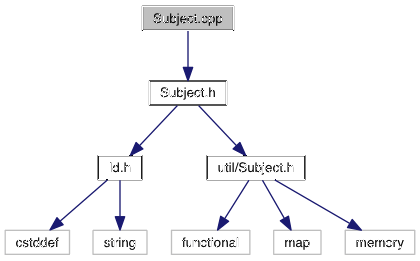 Subject.cpp
Subject.h
id.h
util/Subject.h
cstddef
string
functional
map
memory